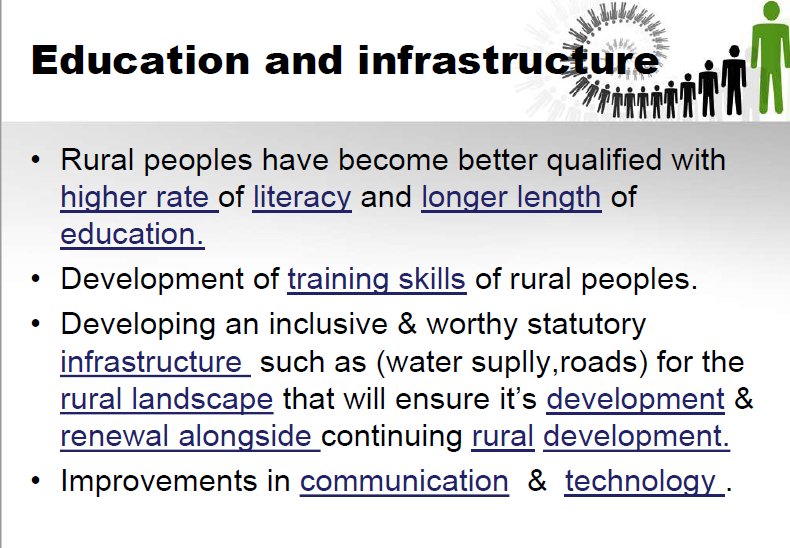 Education and infrastructure
• Rural peoples have become better qualified with
higher rate of literacy and longer length of
education.
• Development of training skills of rural peoples.
• Developing an inclusive & worthy statutory
infrastructure  such as (water suplly,roads) for the
rural landscape that will ensure it’s development &
renewal alongside continuing rural development.
• Improvements in communication  &  technology .